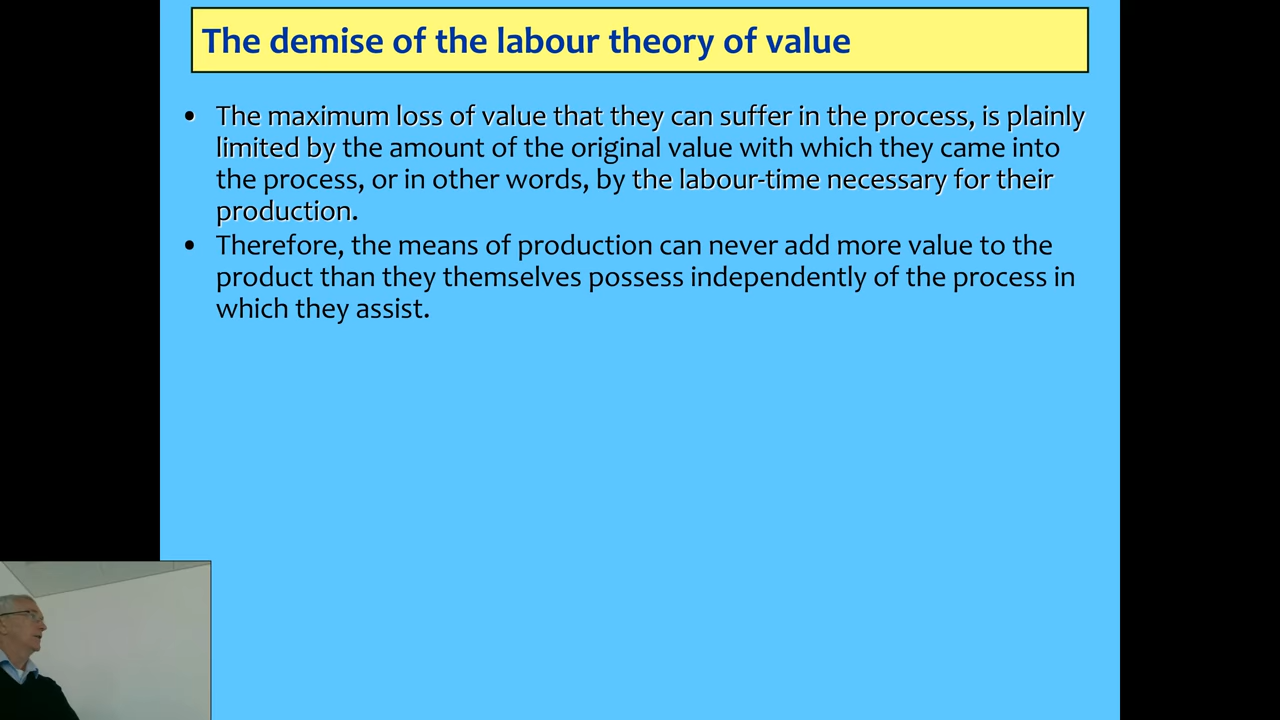 The demise of the labour theory of value
• The maximum loss of value that they can suffer in the process, is plainly
limited by the amount of the original value with which they came into
the process, or in other words, by the labour-time necessary for their
production.
• Therefore, the means of production can never add more value to the
product than they themselves possess independently of the process in
which they assist.